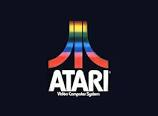 ATARI
Video Computer System